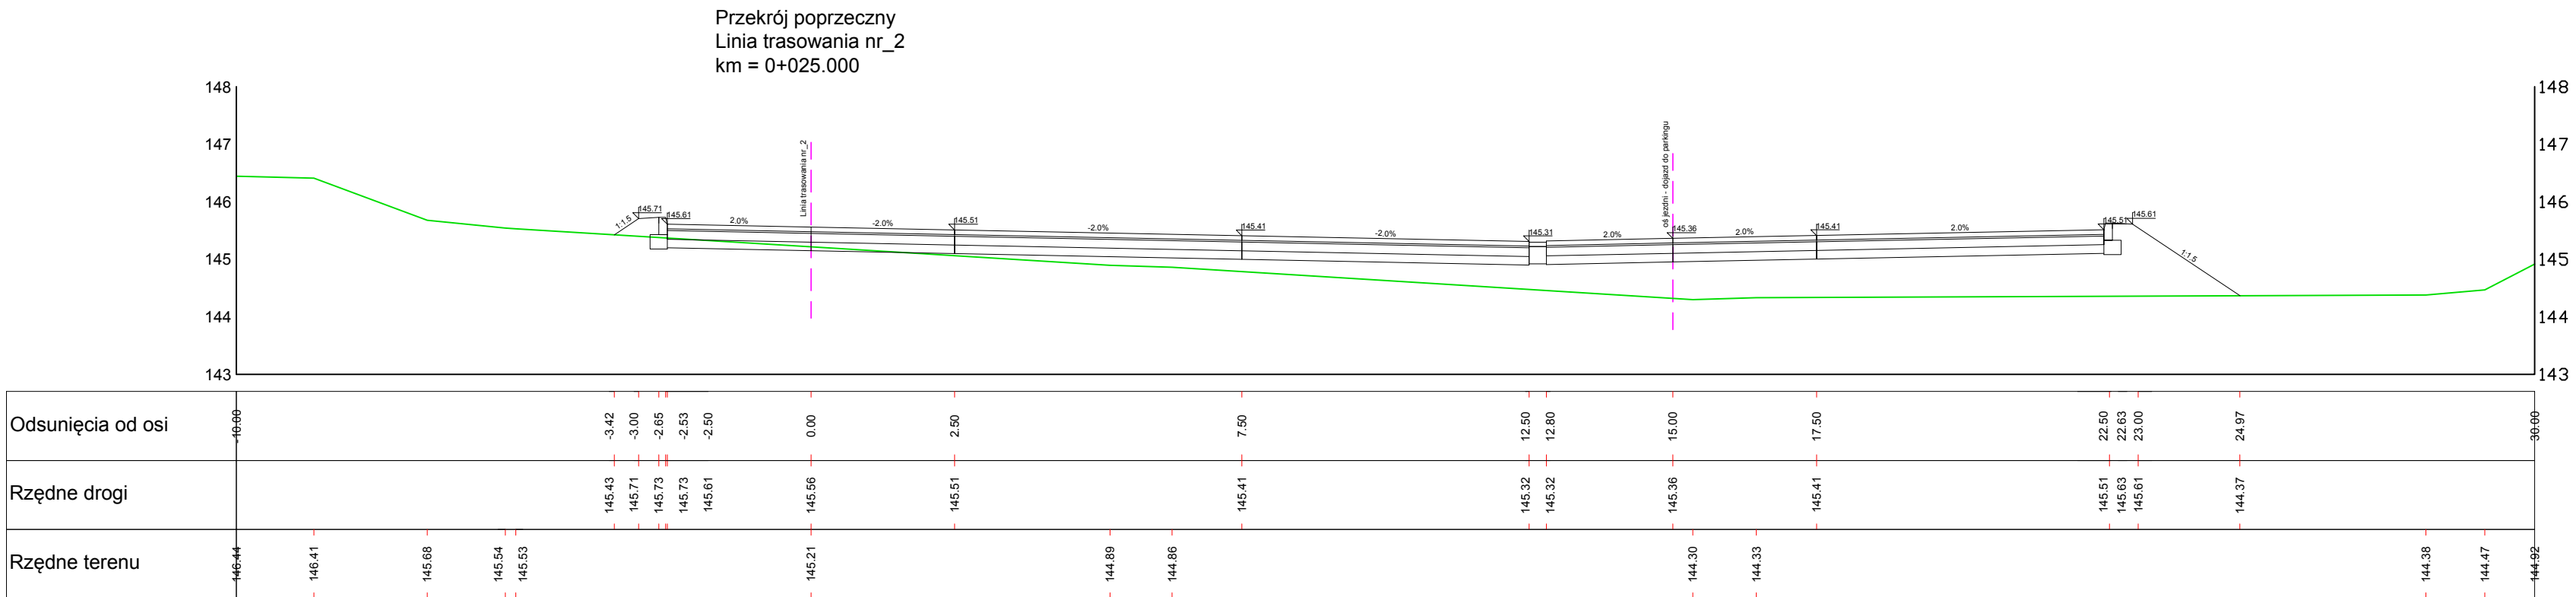 Przekrój poprzeczny
Linia trasowania nr_2
km = 0+025.000
148
148
147
147
146
146
145
145
144
144
143
143
1:1.5
145.71
145.61
2.0%
Linia trasowania nr_2
-2.0%
145.51
-2.0%
145.41
-2.0%
145.31
2.0%
oś jezdni - dojazd do parkingu
145.36
2.0%
145.41
2.0%
145.51
145.61
1:1.5
Odsunięcia od osi
-10.00 -3.42 -3.00 -2.65 -2.53 -2.50 0.00 2.50 7.50 12.50 12.80 15.00 17.50 22.50 22.63 23.00 24.97 30.00
Rzędne drogi
145.43 145.71 145.73 145.73 145.61 145.56 145.51 145.41 145.32 145.32 145.36 145.41 145.51 145.63 145.61 144.37
Rzędne terenu
146.44 146.41 145.68 145.54 145.53 145.21 144.89 144.86 144.30 144.33 144.38 144.47 144.92